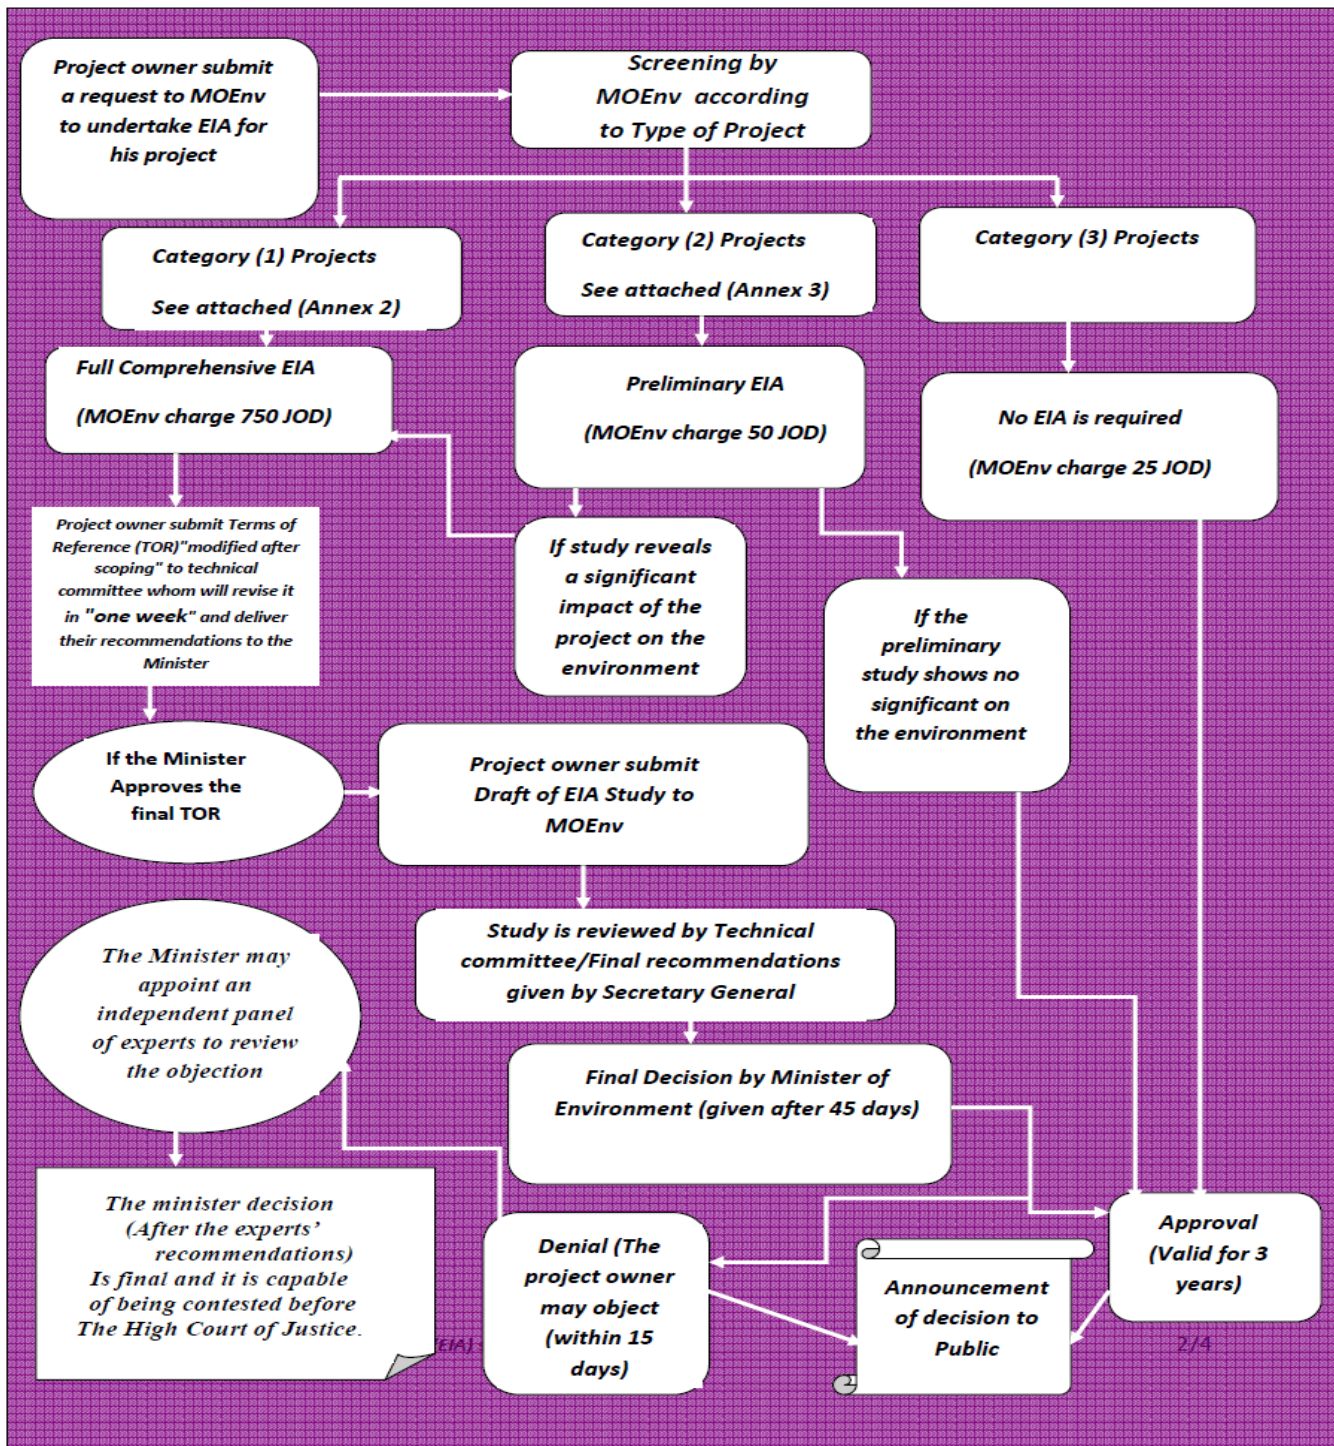 Project owner submit
a request to MOEnv
to undertake EIA for
his project
Screening by
MOEnv according
to Type of Project
Category (1) Projects
See attached (Annex 2)
Category (2) Projects
See attached (Annex 3)
Category (3) Projects
Full Comprehensive EIA
(MOEnv charge 750 JOD)
Preliminary EIA
(MOEnv charge 50 JOD)
No EIA is required
(MOEnv charge 25 JOD)
Project owner submit Terms of
Reference (TOR)"modified after
scoping" to technical
committee whom will revise it
in "one week" and deliver
their recommendations to the
Minister
If study reveals
a significant
impact of the
project on the
environment
If the
preliminary
study shows no
significant on
the environment
If the Minister
Approves the
final TOR
Project owner submit
Draft of EIA Study to
MOEnv
Study is reviewed by Technical
committee/Final recommendations
given by Secretary General
The Minister may
appoint an
independent panel
of experts to review
the objection
Final Decision by Minister of
Environment (given after 45 days)
The minister decision
(After the experts'
recommendations)
Is final and it is capable
of being contested before
The High Court of Justice.
Denial (The
project owner
may object
(within 15
days)
Announcement
of decision to
Public
Approval
(Valid for 3
years)
(EIA)
2/4